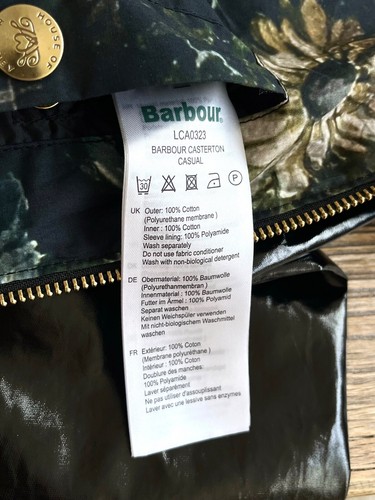 HOUSE OF
Barbour
LCA0323
BARBOUR CASTERTON
CASUAL
30
P
UK Outer: 100% Cotton
(Polyurethane membrane )
Inner : 100% Cotton
Sleeve lining; 100% Polyamide
Wash separately
Do not use fabric conditioner
Wash with non-biological detergent
DE Obermaterial: 100% Baumwolle
(Polyurethanmembran )
Innenmaterial : 100% Baumwolle
Futter im Ärmel : 100% Polyamid
Separat waschen
Keinen Weichspüler verwenden
Mit nicht-biologischem Waschmittel
waschen
FR Extérieur: 100% Coton
(Membrane polyuréthane )
Intérieur : 100% Coton
Doublure des manches:
100% Polyamide
Laver séparément
Ne pas utiliser d'assouplissant
Laver avec une lessive sans enzymes